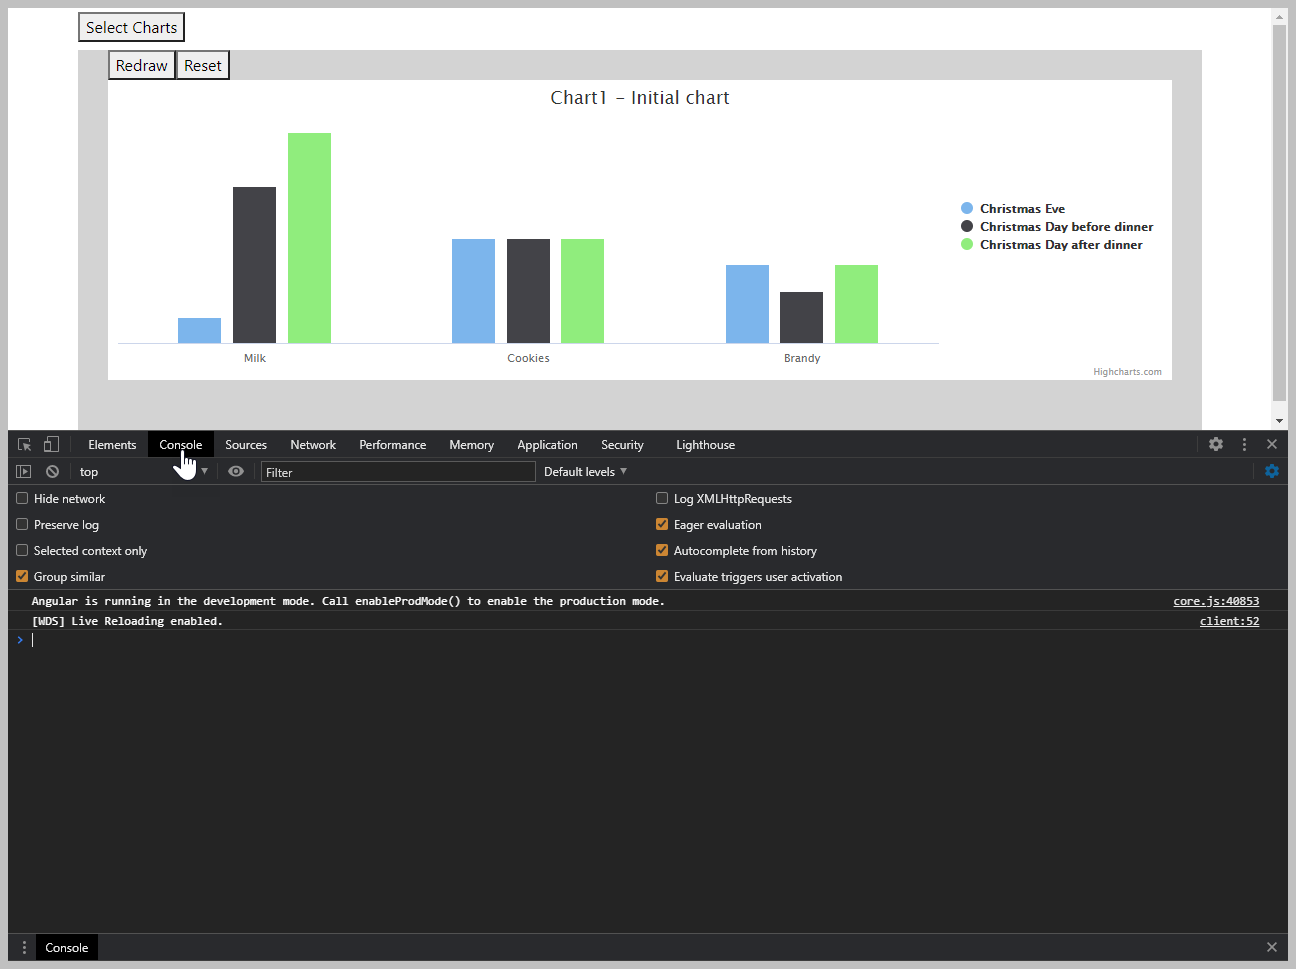 Select Charts
Redraw Reset
Chart1 – Initial chart
Christmas Eve
Christmas Day before dinner
Christmas Day after dinner
Milk Cookies Brandy
Highcharts.com
Elements Console Sources Network Performance Memory Application Security Lighthouse
top Filter Default levels
Hide network Log XMLHttpRequests
Preserve log Eager evaluation
Selected context only Autocomplete from history
Group similar Evaluate triggers user activation
Angular is running in the development mode. Call enableProdMode() to enable the production mode. core.js:40853
[WDS] Live Reloading enabled. client:52
Console